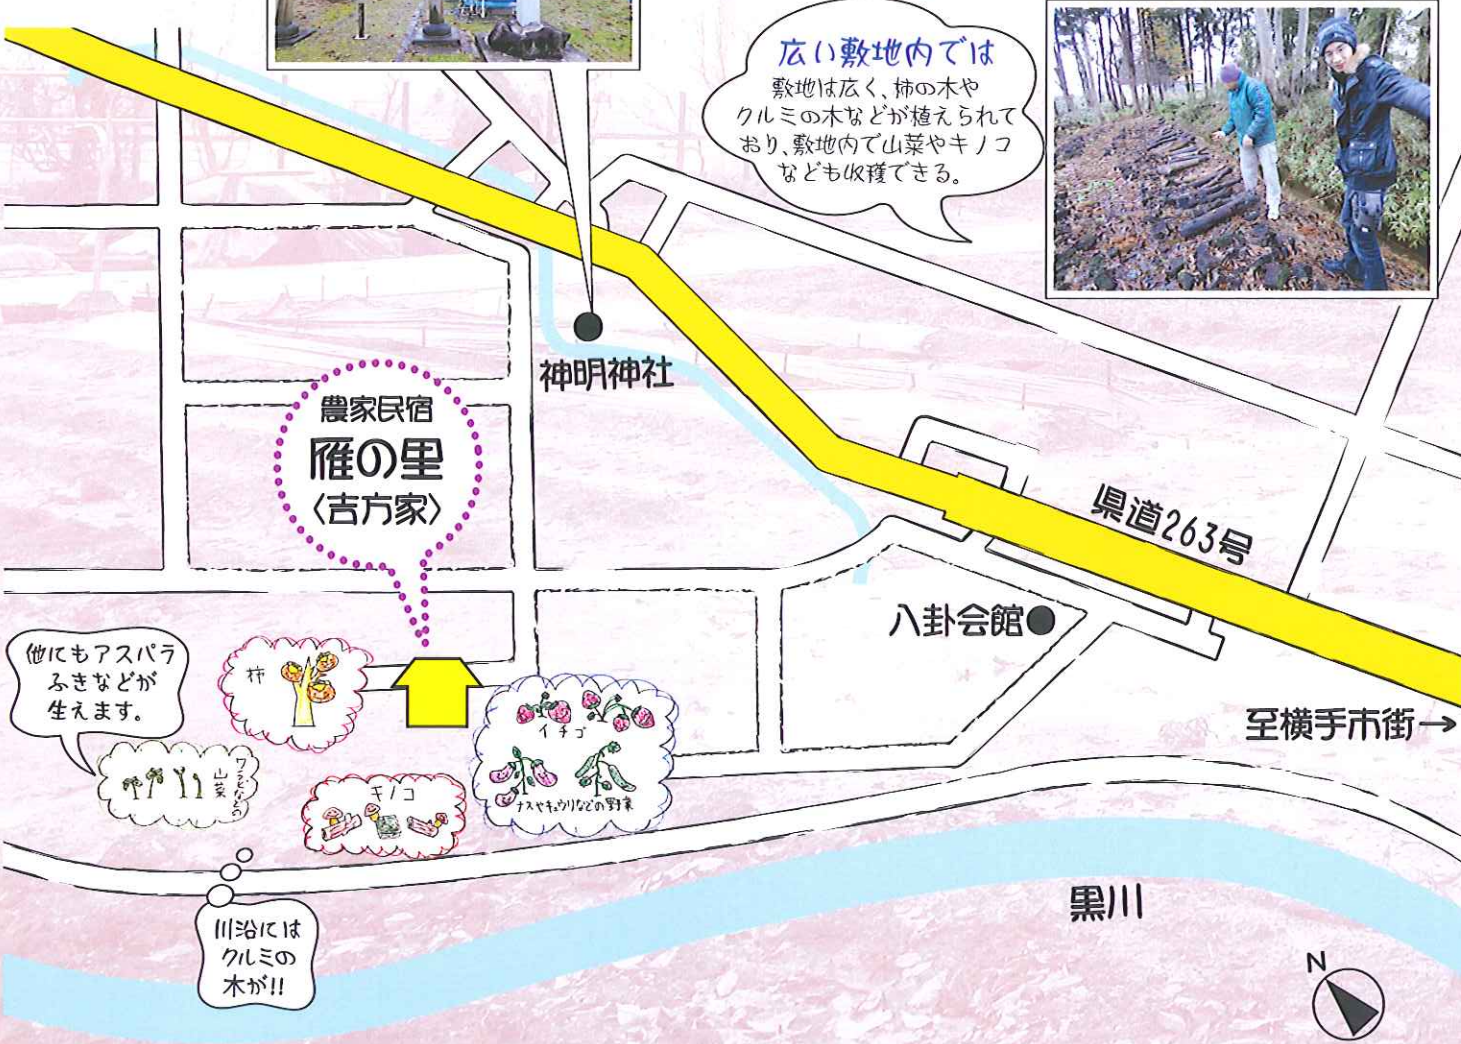 広い敷地内では
敷地は広く、柿の木や
クルミの木などが植えられて
おり、敷地内で山菜やキノコ
なども収穫できる。
神明神社
農家民宿
雁の里
〈吉方家〉
県道263号
八卦会館
至横手市街→
他にもアスパラ
ふきなどが
生えます。
柿
イチゴ
ナスやキュウリなどの野菜
ワラビなどの
山菜
キノコ
川沿には
クルミの
木が!!
黒川
N